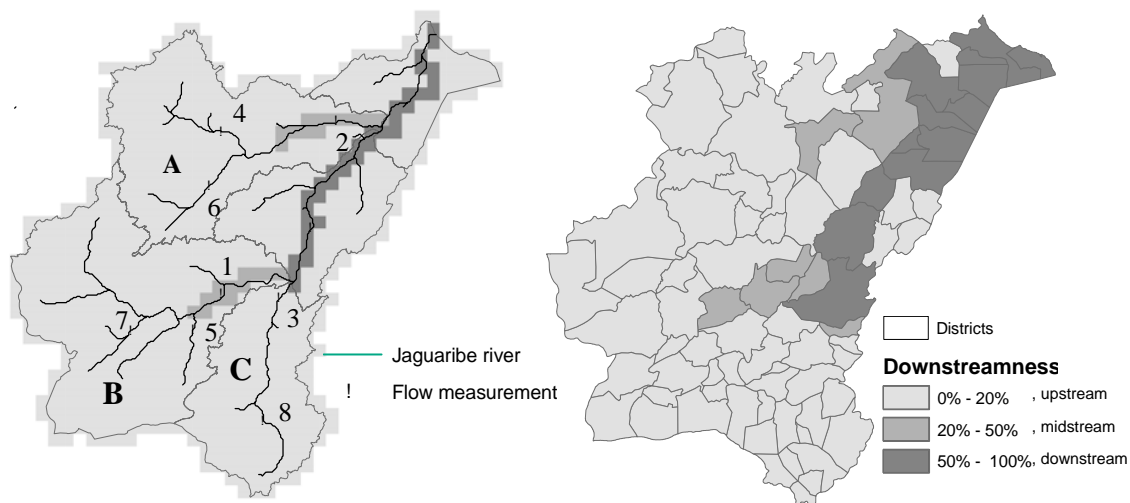 4
2
A
6
1
7
5
3
B
C
8
Jaguaribe river
! Flow measurement
Districts
Downstreamness
0% - 20% , upstream
20% - 50% , midstream
50% - 100%, downstream